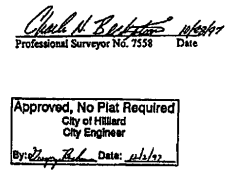 Professional Surveyor No. 7558 Date
Approved, No Plat Required
City of Hilliard
City Engineer
By: Date: